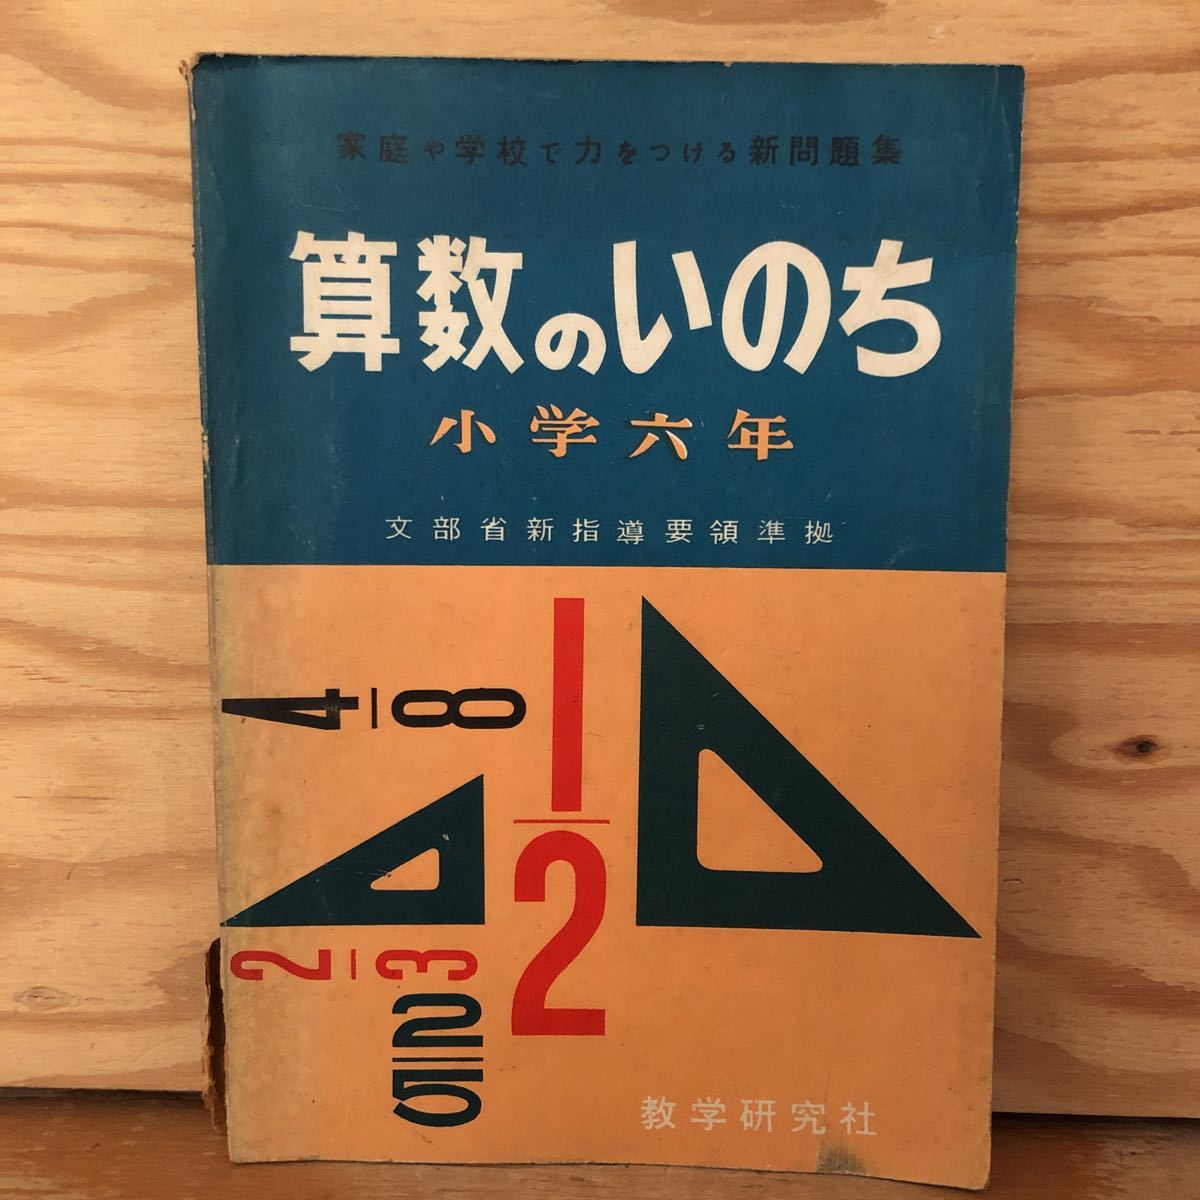 家庭や学校で力をつける新問題集
算数のいのち
小学六年
文部省新指導要領準拠
4/8
1/2
2/3
2/5
教学研究社